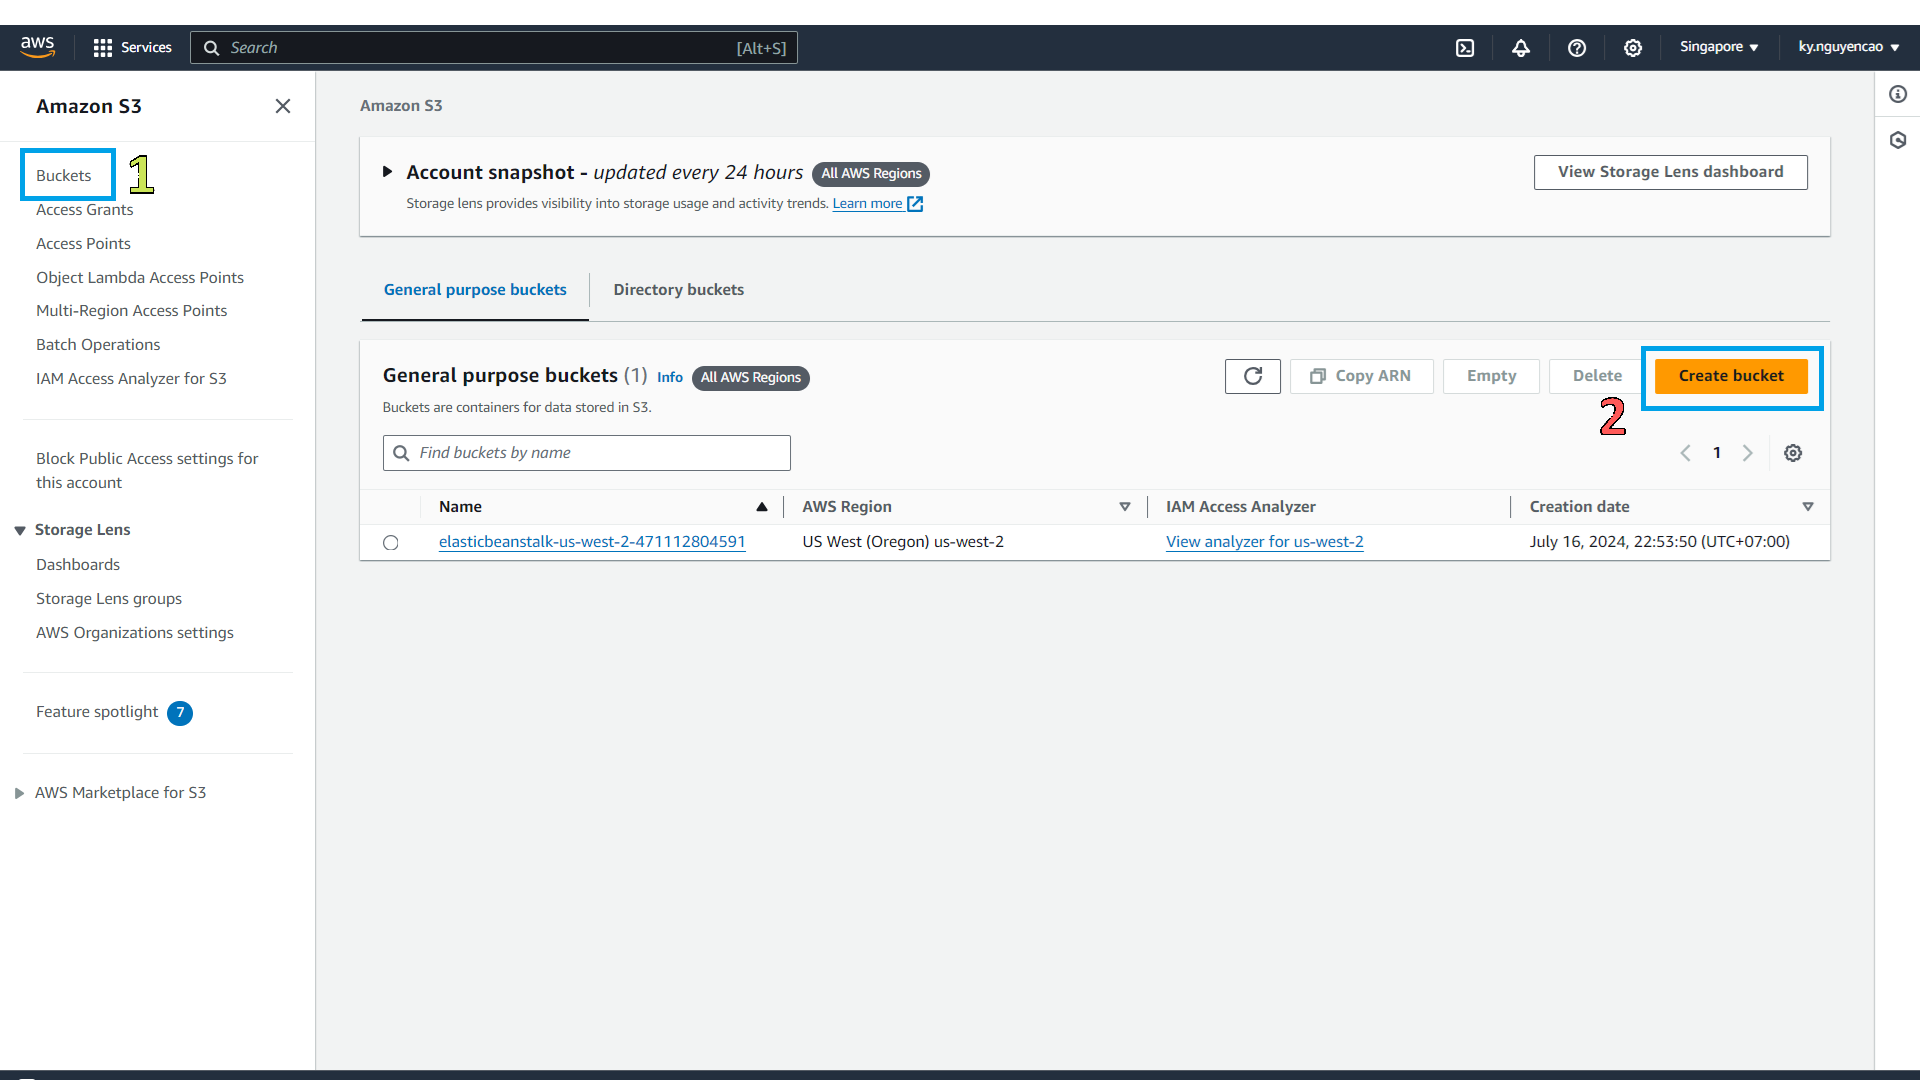 aws
Services
Search
[Alt+S]
Singapore
ky.nguyencao
Amazon S3
Buckets
1
Access Grants
Access Points
Object Lambda Access Points
Multi-Region Access Points
Batch Operations
IAM Access Analyzer for S3
Block Public Access settings for
this account
Storage Lens
Dashboards
Storage Lens groups
AWS Organizations settings
Feature spotlight 7
AWS Marketplace for S3
Amazon S3
Account snapshot - updated every 24 hours All AWS Regions
Storage lens provides visibility into storage usage and activity trends. Learn more
View Storage Lens dashboard
General purpose buckets
Directory buckets
General purpose buckets (1) Info All AWS Regions
Buckets are containers for data stored in S3.
Copy ARN
Empty
Delete
Create bucket
2
Find buckets by name
1
Name AWS Region IAM Access Analyzer Creation date
elasticbeanstalk-us-west-2-471112804591 US West (Oregon) us-west-2 View analyzer for us-west-2 July 16, 2024, 22:53:50 (UTC+07:00)